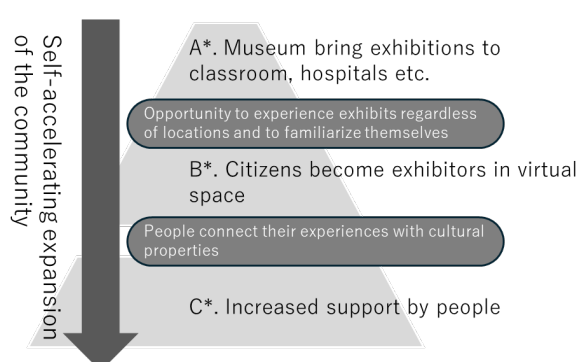 Self-accelerating expansion
of the community
A*. Museum bring exhibitions to
classroom, hospitals etc.
Opportunity to experience exhibits regardless
of locations and to familiarize themselves
B*. Citizens become exhibitors in virtual
space
People connect their experiences with cultural
properties
C*. Increased support by people